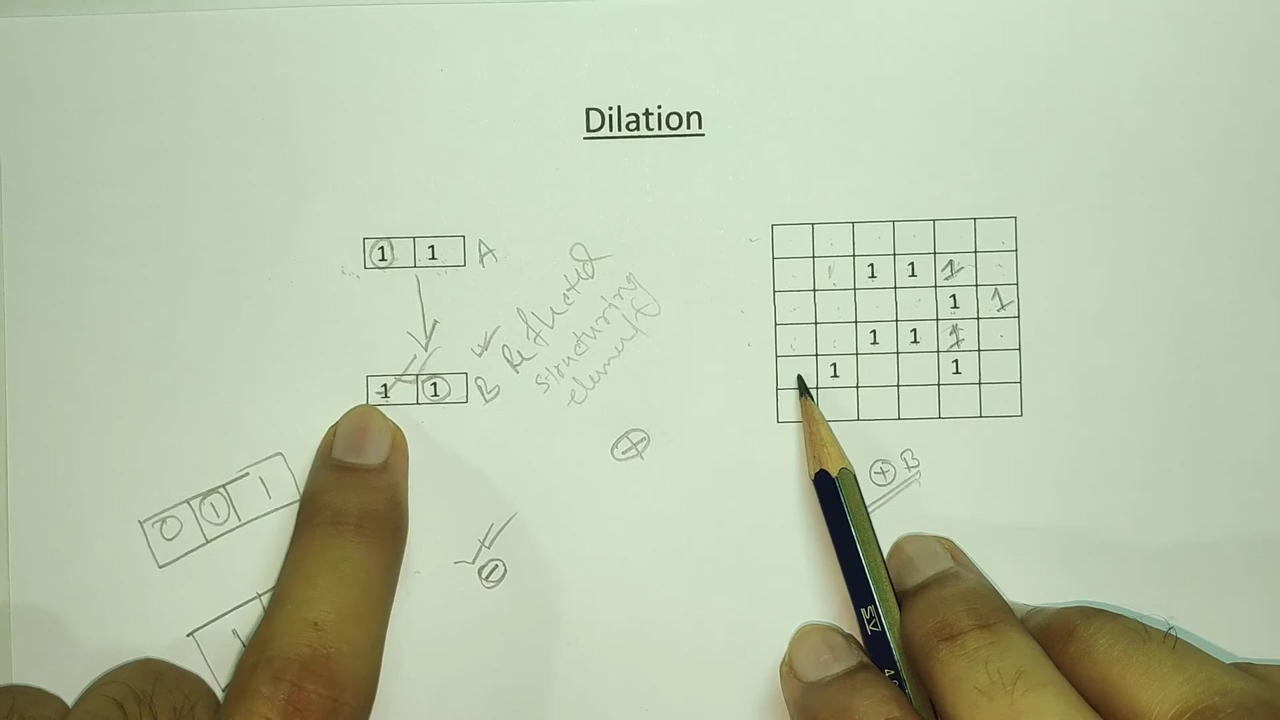 Dilation
1 1 A
1 1 B
Reflected
structuring
element
1 1 1
1 1
1 1 1
1 1
⊕
⊕ B
0 1 1
⊖
1